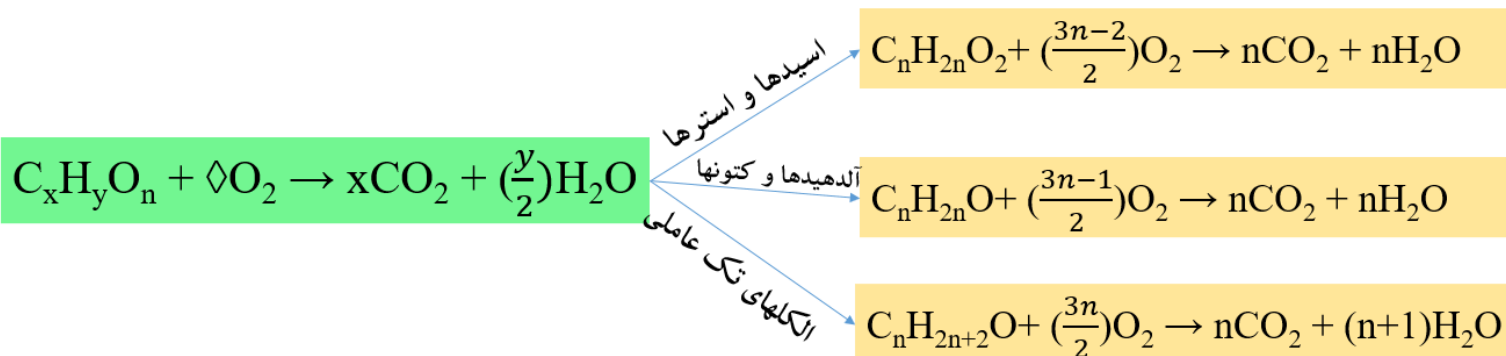 CₓHᵧOₙ + ◊O₂ → xCO₂ + (y/2)H₂O
اسیدها و استرها
CₙH₂ₙO₂+ (3n−2/2)O₂ → nCO₂ + nH₂O
آلدهیدها و کتونها
CₙH₂ₙO+ (3n−1/2)O₂ → nCO₂ + nH₂O
الکلهای تک عاملی
CₙH₂ₙ₊₂O+ (3n/2)O₂ → nCO₂ + (n+1)H₂O